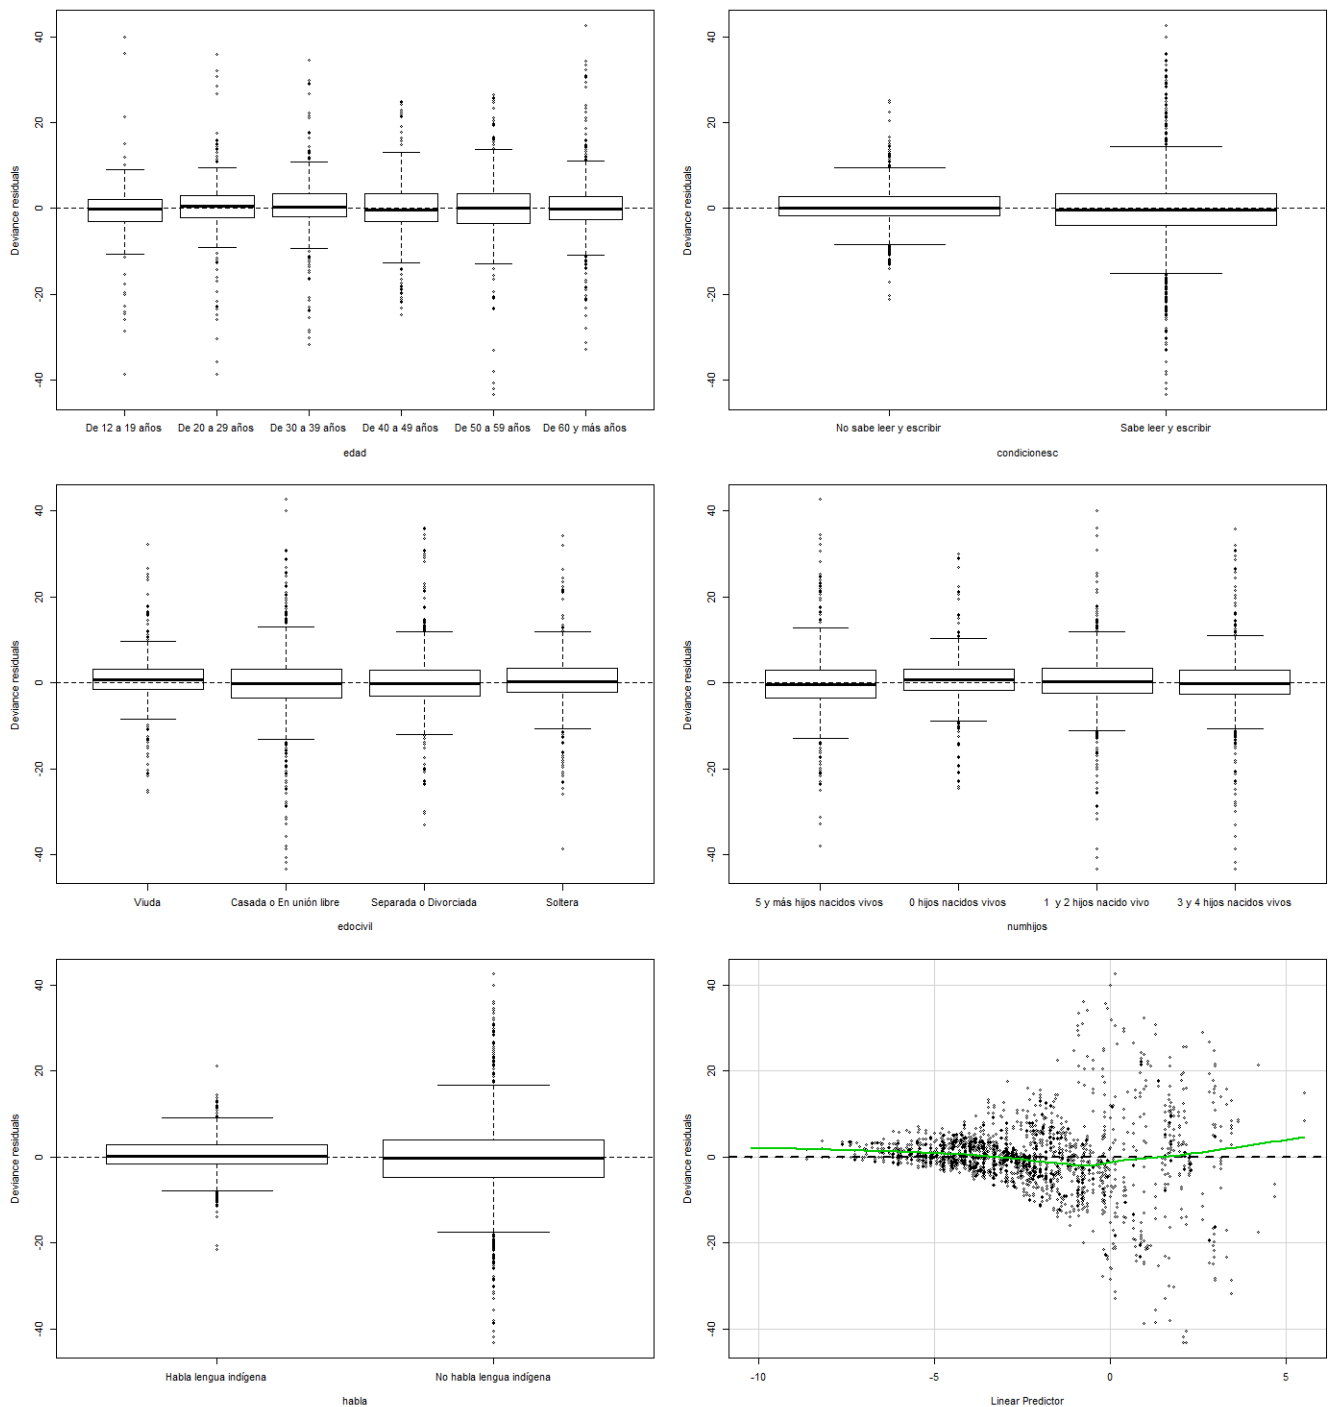 Deviance residuals
40
20
0
-20
-40
De 12 a 19 años De 20 a 29 años De 30 a 39 años De 40 a 49 años De 50 a 59 años De 60 y más años
edad
Deviance residuals
40
20
0
-20
-40
No sabe leer y escribir Sabe leer y escribir
condicionesc
Deviance residuals
40
20
0
-20
-40
Viuda Casada o En unión libre Separada o Divorciada Soltera
edocivil
Deviance residuals
40
20
0
-20
-40
5 y más hijos nacidos vivos 0 hijos nacidos vivos 1 y 2 hijos nacido vivo 3 y 4 hijos nacidos vivos
numhijos
Deviance residuals
40
20
0
-20
-40
Habla lengua indígena No habla lengua indígena
habla
Deviance residuals
40
20
0
-20
-40
-10 -5 0 5
Linear Predictor